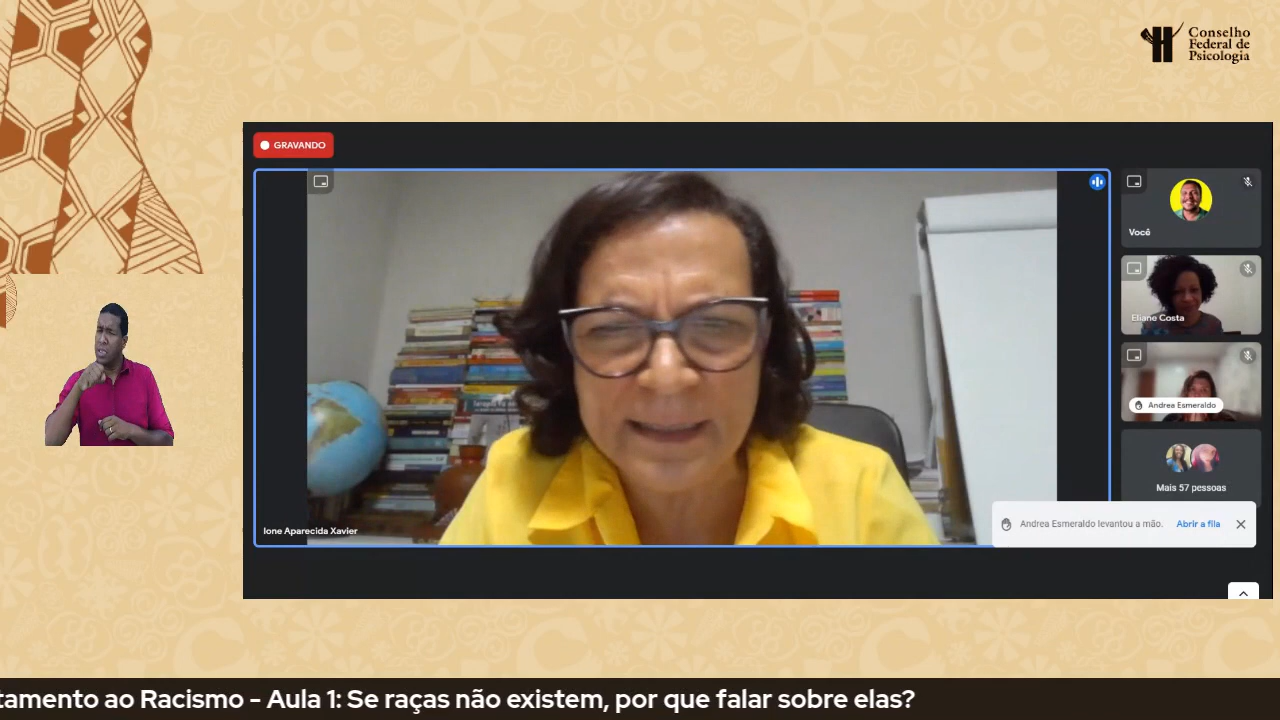 Conselho
Federal de
Psicologia
GRAVANDO
Você
Eliane Costa
Andrea Esmeraldo
Mais 57 pessoas
Ione Aparecida Xavier
Andrea Esmeraldo levantou a mão.
Abrir a fila
tamento ao Racismo - Aula 1: Se raças não existem, por que falar sobre elas?